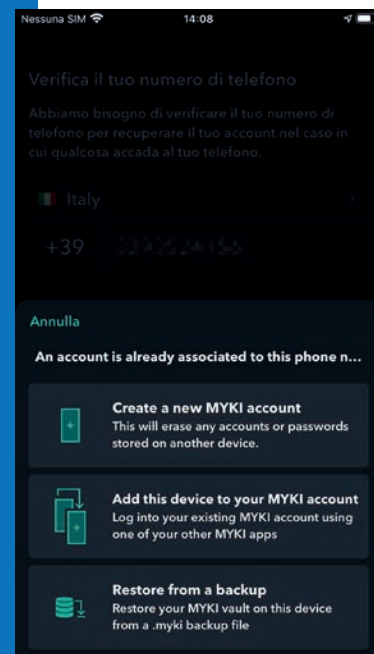 Nessuna SIM 14:08
Verifica il tuo numero di telefono
Abbiamo bisogno di verificare il tuo numero di
telefono per recuperare il tuo account nel caso in
cui qualcosa accada al tuo telefono.
Italy
+39
Annulla
An account is already associated to this phone n...
Create a new MYKI account
This will erase any accounts or passwords
stored on another device.
Add this device to your MYKI account
Log into your existing MYKI account using
one of your other MYKI apps
Restore from a backup
Restore your MYKI vault on this device
from a .myki backup file